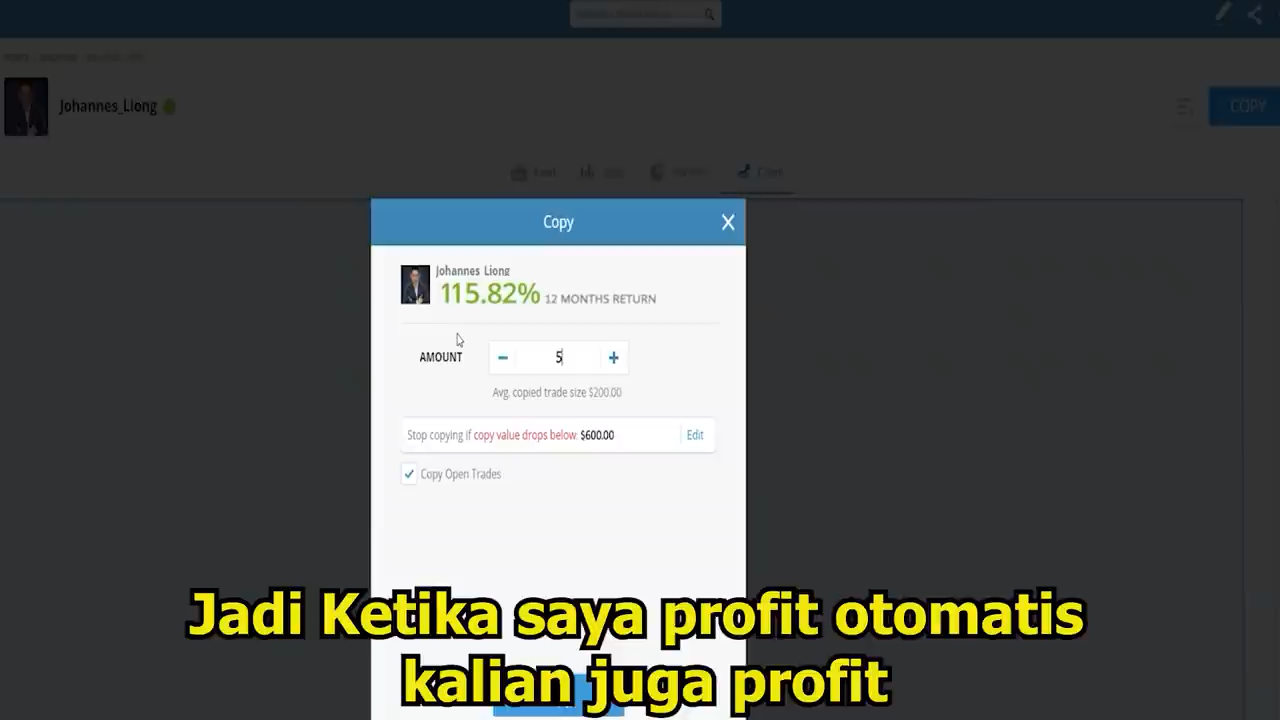 Johannes_Liong
COPY
Copy
X
Johannes Liong
115.82% 12 MONTHS RETURN
AMOUNT
− 5 +
Avg. copied trade size $200.00
Stop copying if copy value drops below: $600.00 Edit
Copy Open Trades
Jadi Ketika saya profit otomatis
kalian juga profit